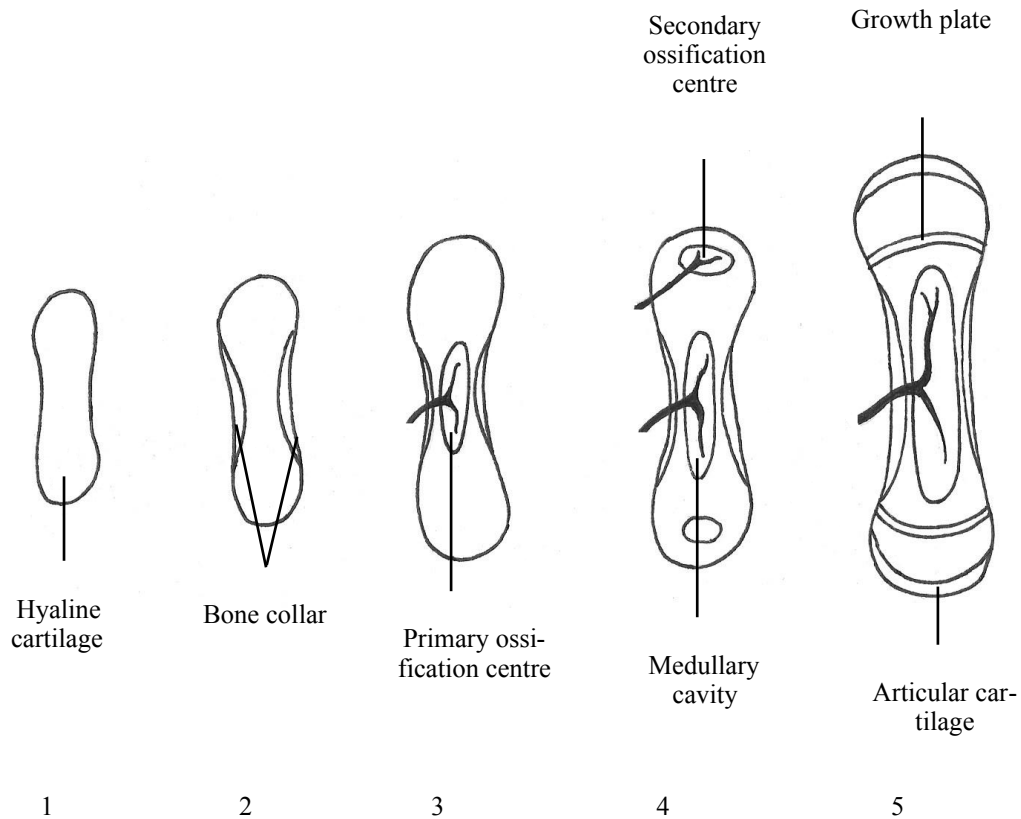 Secondary
ossification
centre
Growth plate
Hyaline
cartilage
Bone collar
Primary ossi-
fication centre
Medullary
cavity
Articular car-
tilage
1
2
3
4
5